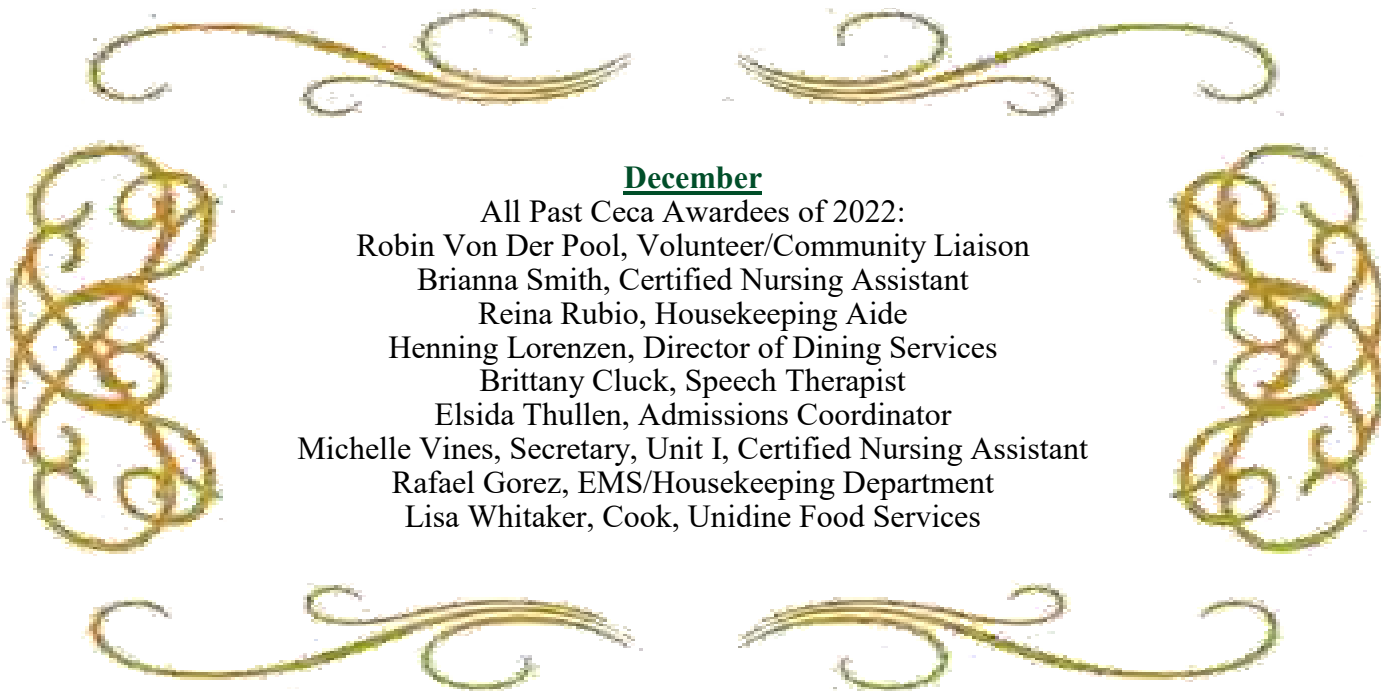 December
All Past Ceca Awardees of 2022:
Robin Von Der Pool, Volunteer/Community Liaison
Brianna Smith, Certified Nursing Assistant
Reina Rubio, Housekeeping Aide
Henning Lorenzen, Director of Dining Services
Brittany Cluck, Speech Therapist
Elsida Thullen, Admissions Coordinator
Michelle Vines, Secretary, Unit I, Certified Nursing Assistant
Rafael Gorez, EMS/Housekeeping Department
Lisa Whitaker, Cook, Unidine Food Services